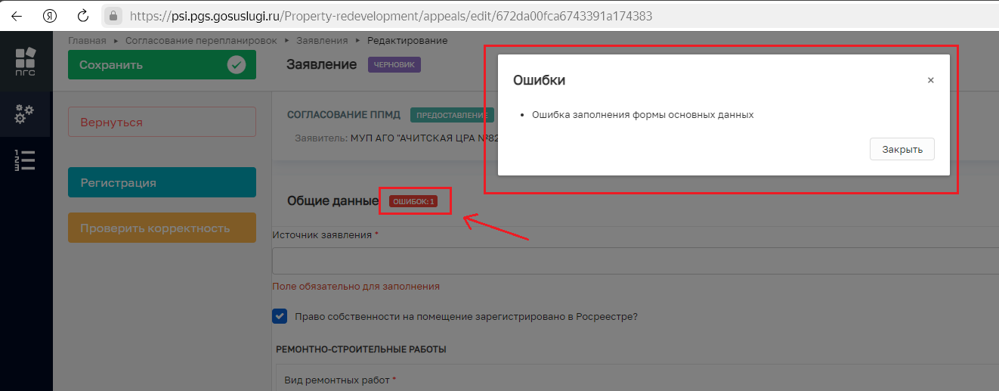 https://psi.pgs.gosuslugi.ru/Property-redevelopment/appeals/edit/672da00fca6743391a174383
Главная ▸ Согласование перепланировок ▸ Заявления ▸ Редактирование
пгс
Сохранить
Заявление ЧЕРНОВИК
Ошибки ×
Ошибка заполнения формы основных данных
Закрыть
Вернуться
СОГЛАСОВАНИЕ ППМД ПРЕДОСТАВЛЕНИЕ
Заявитель: МУП АГО "АЧИТСКАЯ ЦРА №82
Регистрация
Общие данные ОШИБОК: 1
Проверить корректность
Источник заявления *
Поле обязательно для заполнения
Право собственности на помещение зарегистрировано в Росреестре?
РЕМОНТНО-СТРОИТЕЛЬНЫЕ РАБОТЫ
Вид ремонтных работ *